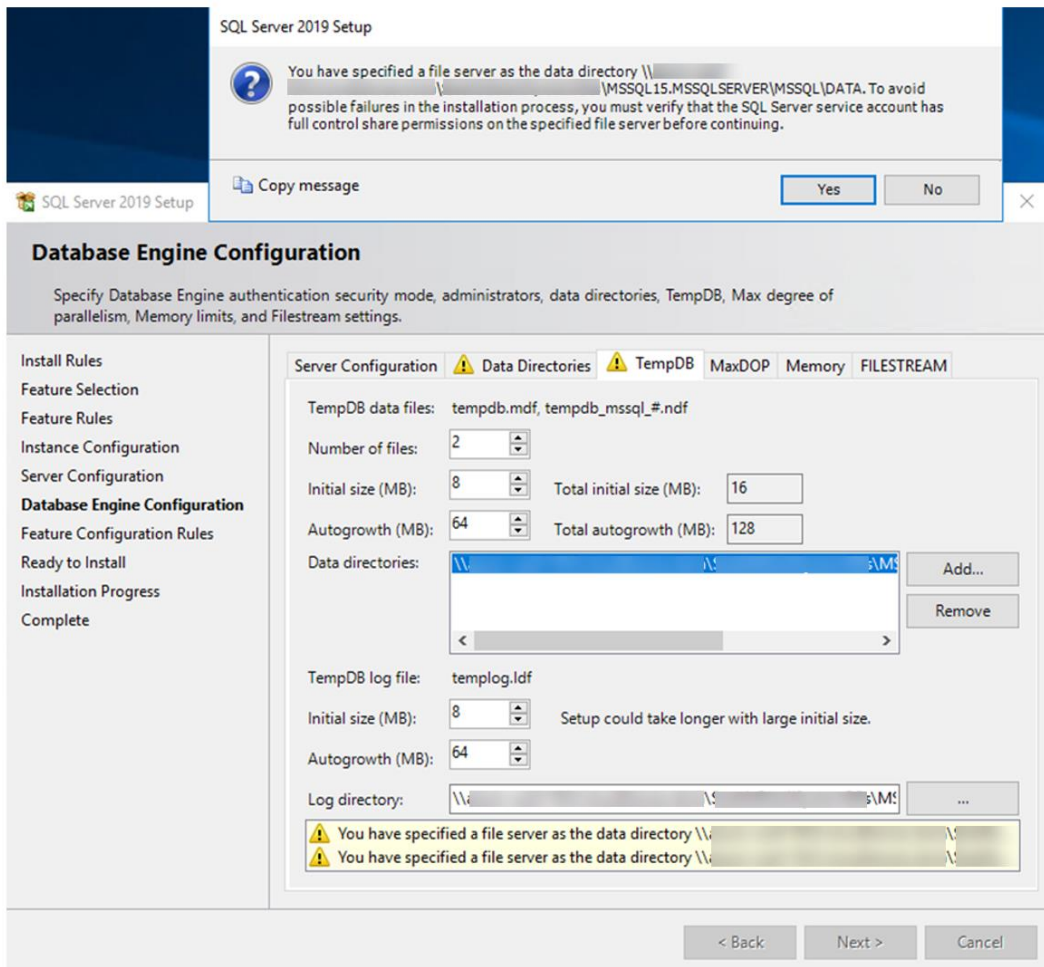 SQL Server 2019 Setup
You have specified a file server as the data directory \\
\MSSQL15.MSSQLSERVER\MSSQL\DATA. To avoid
possible failures in the installation process, you must verify that the SQL Server service account has
full control share permissions on the specified file server before continuing.
Copy message
Yes
No
SQL Server 2019 Setup
Database Engine Configuration
Specify Database Engine authentication security mode, administrators, data directories, TempDB, Max degree of
parallelism, Memory limits, and Filestream settings.
Install Rules
Feature Selection
Feature Rules
Instance Configuration
Server Configuration
Database Engine Configuration
Feature Configuration Rules
Ready to Install
Installation Progress
Complete
Server Configuration
Data Directories
TempDB
MaxDOP
Memory
FILESTREAM
TempDB data files: tempdb.mdf, tempdb_mssql_#.ndf
Number of files: 2
Initial size (MB): 8 Total initial size (MB): 16
Autogrowth (MB): 64 Total autogrowth (MB): 128
Data directories: \\ \MS
Add...
Remove
TempDB log file: templog.ldf
Initial size (MB): 8 Setup could take longer with large initial size.
Autogrowth (MB): 64
Log directory: \\ \MS ...
You have specified a file server as the data directory \\
You have specified a file server as the data directory \\
< Back
Next >
Cancel